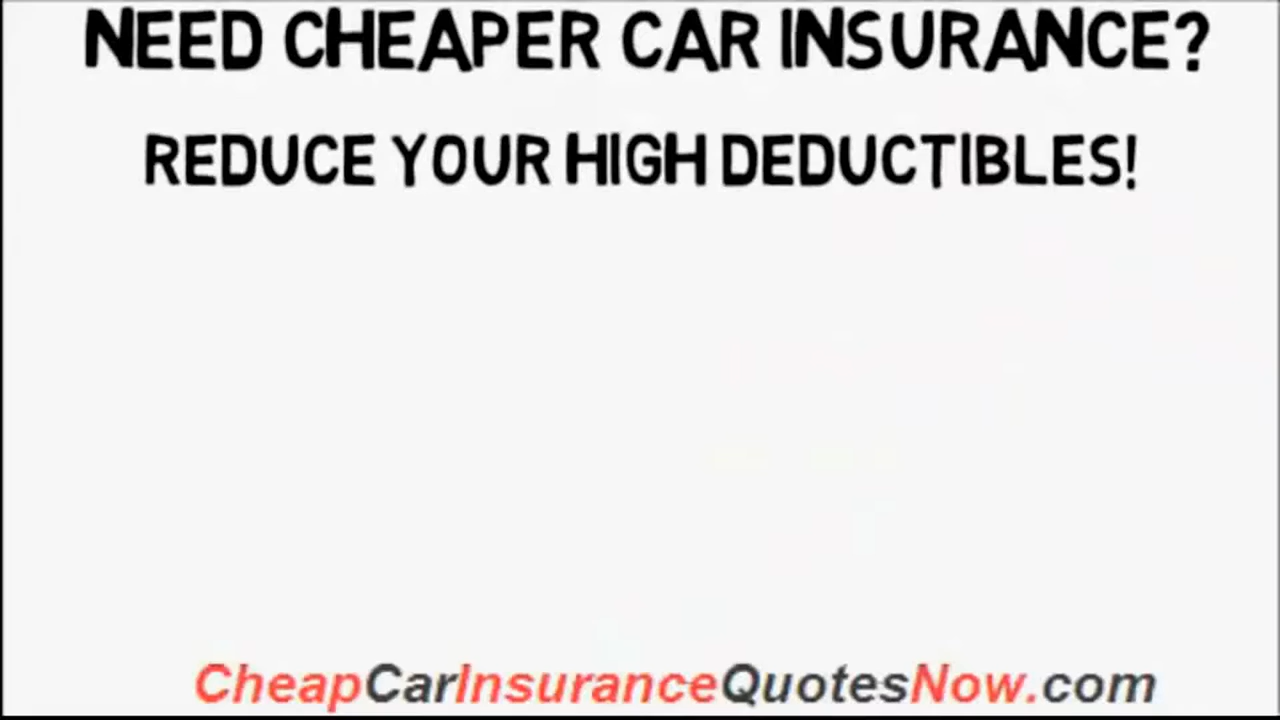 NEED CHEAPER CAR INSURANCE?
REDUCE YOUR HIGH DEDUCTIBLES!
CheapCarInsuranceQuotesNow.com